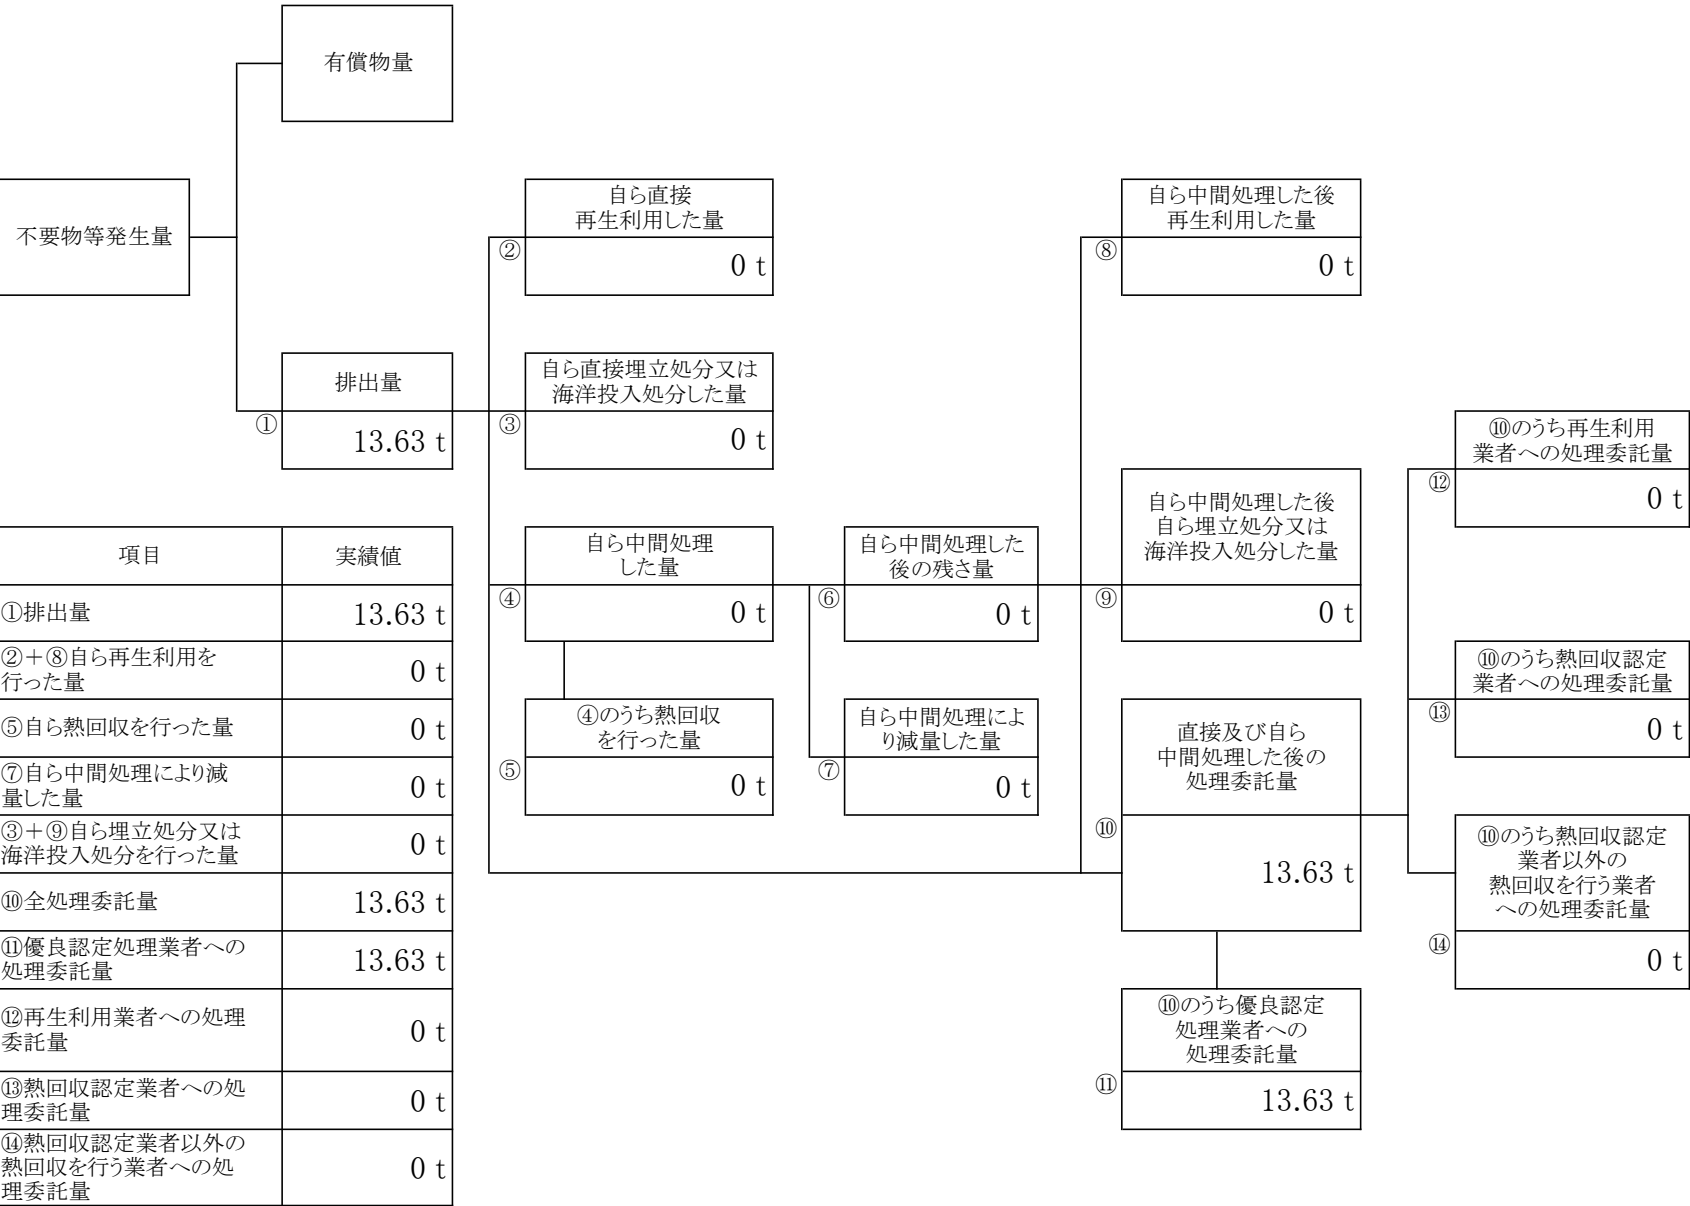 有償物量
不要物等発生量
自ら直接
再生利用した量
②
0 t
自ら中間処理した後
再生利用した量
⑧
0 t
排出量
①
13.63 t
自ら直接埋立処分又は
海洋投入処分した量
③
0 t
⑩のうち再生利用
業者への処理委託量
⑫
0 t
自ら中間処理した後
自ら埋立処分又は
海洋投入処分した量
⑨
0 t
自ら中間処理
した量
④
0 t
自ら中間処理した
後の残さ量
⑥
0 t
⑩のうち熱回収認定
業者への処理委託量
⑬
0 t
④のうち熱回収
を行った量
⑤
0 t
自ら中間処理によ
り減量した量
⑦
0 t
直接及び自ら
中間処理した後の
処理委託量
⑩
13.63 t
⑩のうち熱回収認定
業者以外の
熱回収を行う業者
への処理委託量
⑭
0 t
⑩のうち優良認定
処理業者への
処理委託量
⑪
13.63 t
項目 実績値
①排出量 13.63 t
②＋⑧自ら再生利用を
行った量 0 t
⑤自ら熱回収を行った量 0 t
⑦自ら中間処理により減
量した量 0 t
③＋⑨自ら埋立処分又は
海洋投入処分を行った量 0 t
⑩全処理委託量 13.63 t
⑪優良認定処理業者への
処理委託量 13.63 t
⑫再生利用業者への処理
委託量 0 t
⑬熱回収認定業者への処
理委託量 0 t
⑭熱回収認定業者以外の
熱回収を行う業者への処
理委託量 0 t